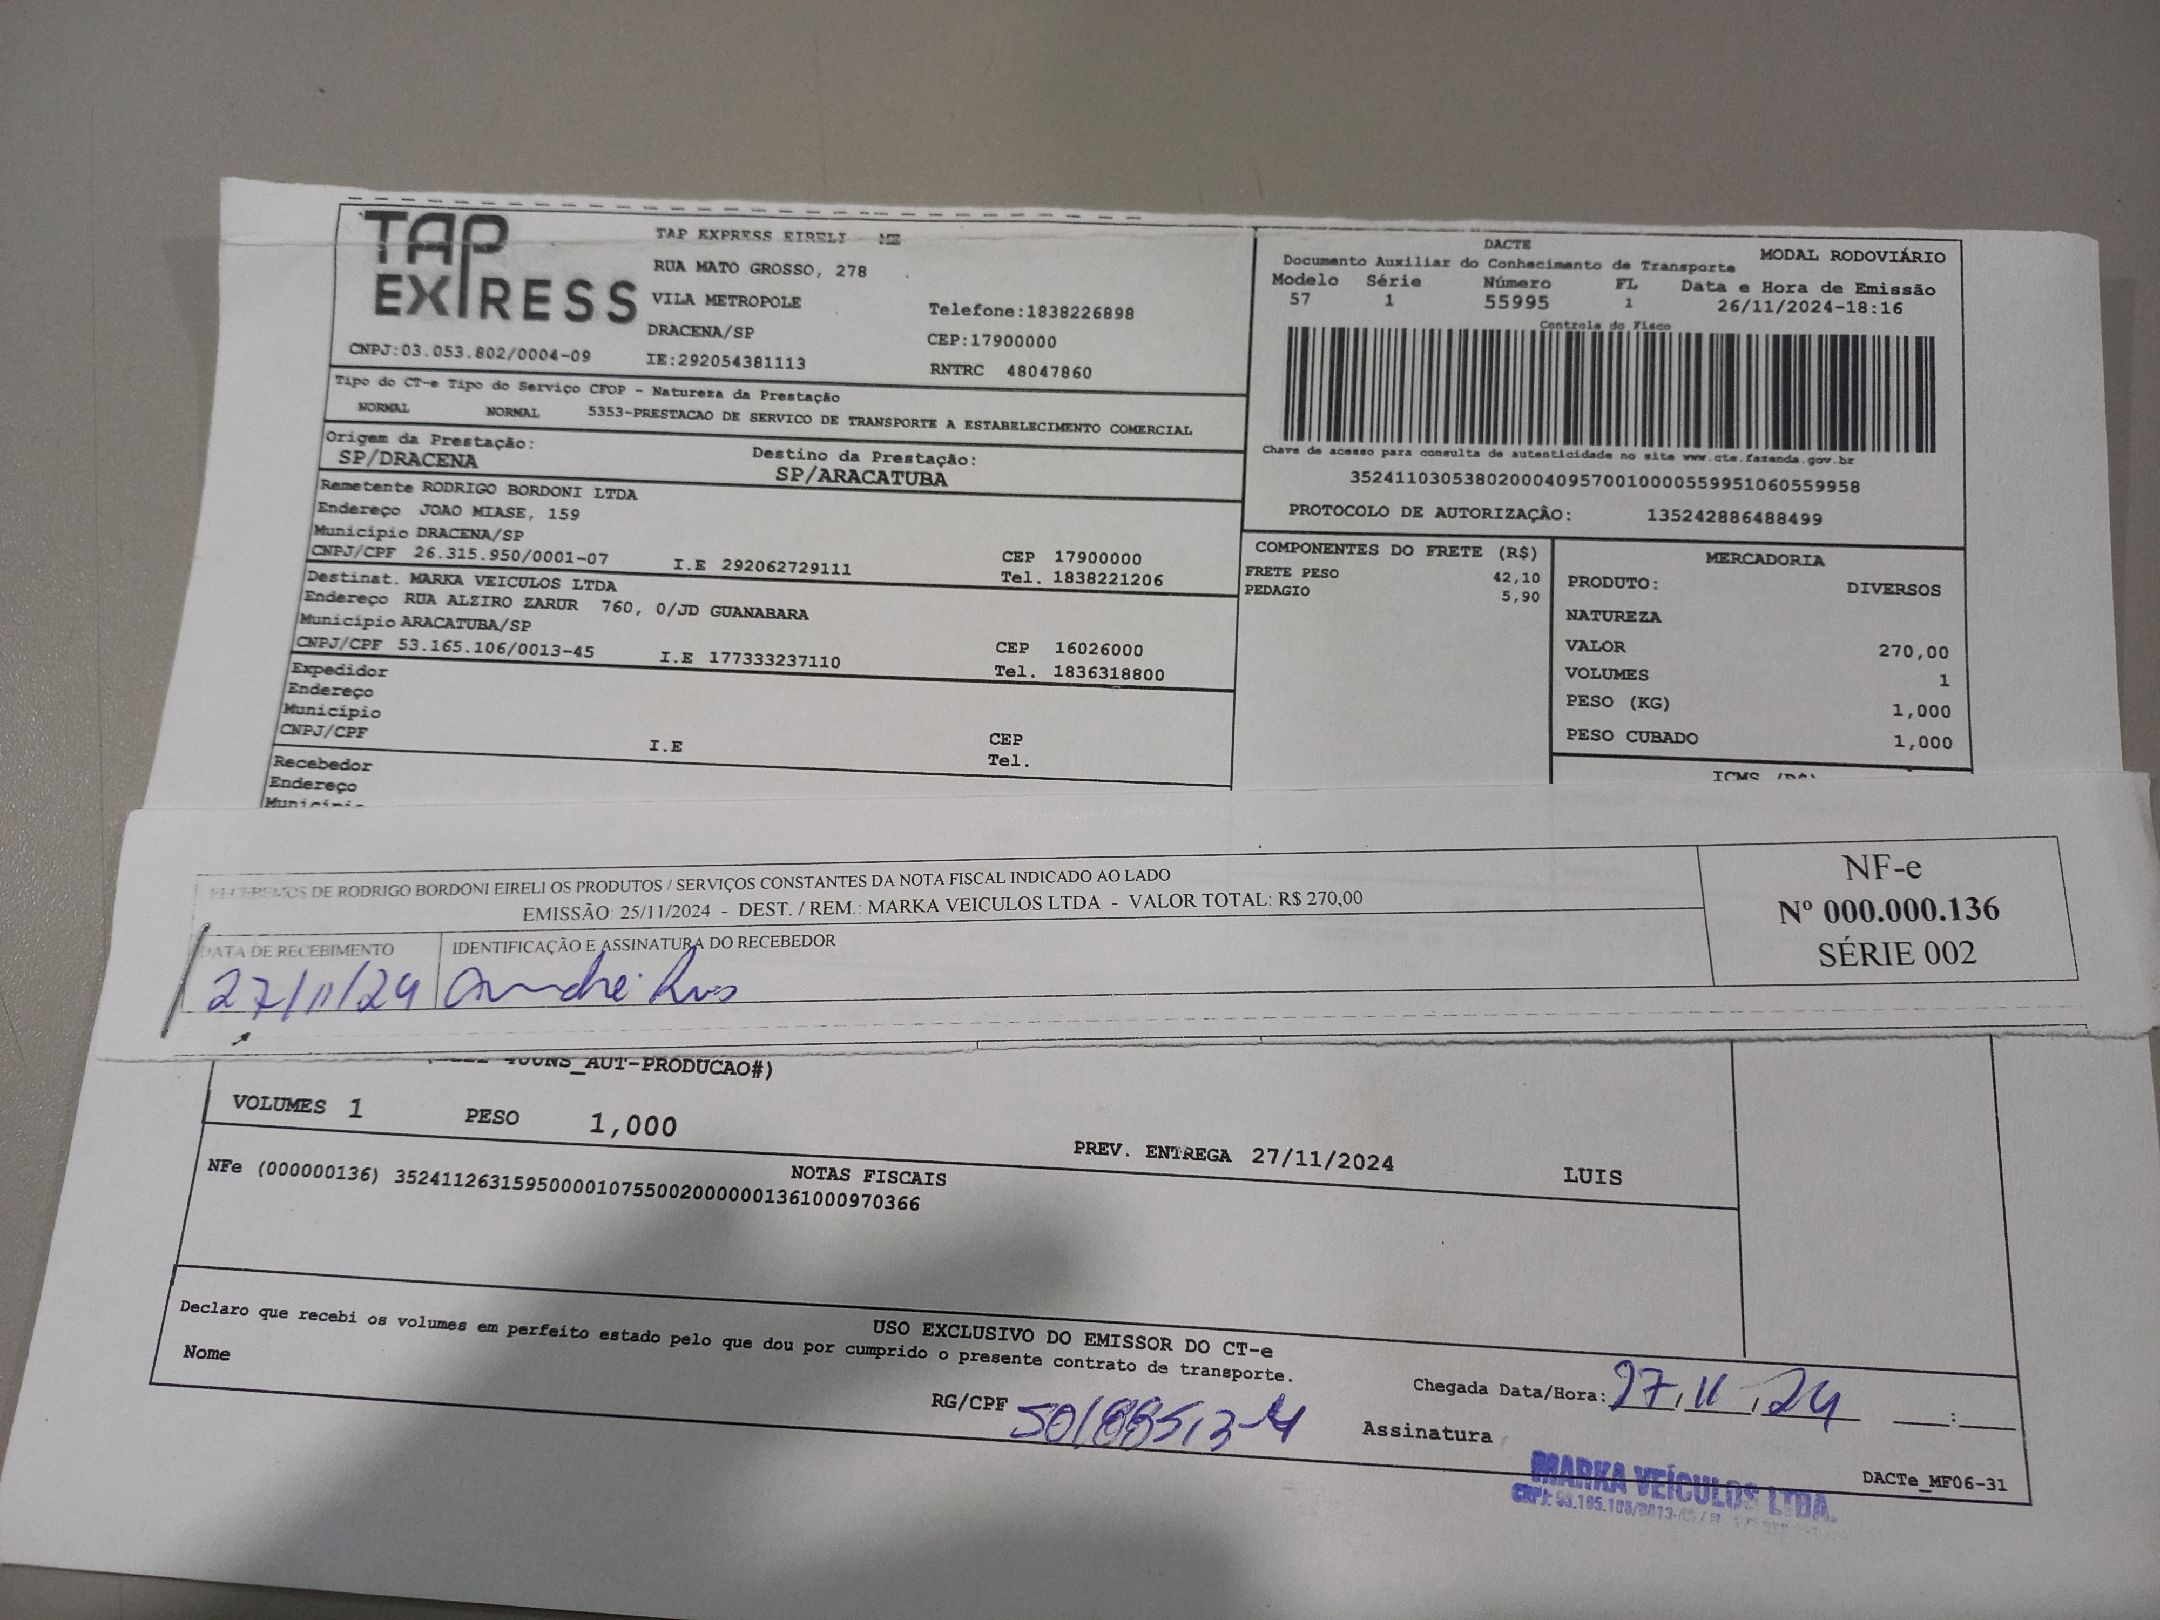 TAP EXPRESS
TAP EXPRESS EIRELI ME
RUA MATO GROSSO, 278
VILA METROPOLE
DRACENA/SP
IE:292054381113
Telefone:1838226898
CEP:17900000
RNTRC 48047860
CNPJ:03.053.802/0004-09
DACTE
Documento Auxiliar do Conhecimento de Transporte
MODAL RODOVIÁRIO
Modelo Série Número FL Data e Hora de Emissão
57 1 55995 1 26/11/2024-18:16
Controle do Fisco
Chave de acesso para consulta de autenticidade no site www.cte.fazenda.gov.br
35241103053802000409570010000559951060559958
PROTOCOLO DE AUTORIZAÇÃO: 135242886488499
Tipo do CT-e Tipo do Serviço CFOP - Natureza da Prestação
NORMAL NORMAL 5353-PRESTACAO DE SERVICO DE TRANSPORTE A ESTABELECIMENTO COMERCIAL
Origem da Prestação: Destino da Prestação:
SP/DRACENA SP/ARACATUBA
Remetente RODRIGO BORDONI LTDA
Endereço JOAO MIASE, 159
Município DRACENA/SP
CNPJ/CPF 26.315.950/0001-07 I.E 292062729111 CEP 17900000
Tel. 1838221206
Destinat. MARKA VEICULOS LTDA
Endereço RUA ALZIRO ZARUR 760, 0/JD GUANABARA
Município ARACATUBA/SP
CNPJ/CPF 53.165.106/0013-45 I.E 177333237110 CEP 16026000
Tel. 1836318800
Expedidor
Endereço
Município
CNPJ/CPF I.E CEP
Tel.
Recebedor
Endereço
Município
COMPONENTES DO FRETE (R$)
FRETE PESO 42,10
PEDAGIO 5,90
MERCADORIA
PRODUTO: DIVERSOS
NATUREZA
VALOR 270,00
VOLUMES 1
PESO (KG) 1,000
PESO CUBADO 1,000
ICMS (R$)
RECEBEMOS DE RODRIGO BORDONI EIRELI OS PRODUTOS / SERVIÇOS CONSTANTES DA NOTA FISCAL INDICADO AO LADO
EMISSÃO: 25/11/2024 - DEST. / REM.: MARKA VEICULOS LTDA - VALOR TOTAL: R$ 270,00
DATA DE RECEBIMENTO IDENTIFICAÇÃO E ASSINATURA DO RECEBEDOR
27/11/24 André
NF-e
Nº 000.000.136
SÉRIE 002
_AUT-PRODUCAO#)
VOLUMES 1 PESO 1,000 PREV. ENTREGA 27/11/2024 LUIS
NOTAS FISCAIS
NFe (000000136) 35241126315950000107550020000001361000970366
USO EXCLUSIVO DO EMISSOR DO CT-e
Declaro que recebi os volumes em perfeito estado pelo que dou por cumprido o presente contrato de transporte.
Nome RG/CPF 50188513-4 Chegada Data/Hora: 27.11.24 __:__
Assinatura
MARKA VEÍCULOS LTDA.
CNPJ: 53.165.106/0013-45 /
DACTe_MF06-31